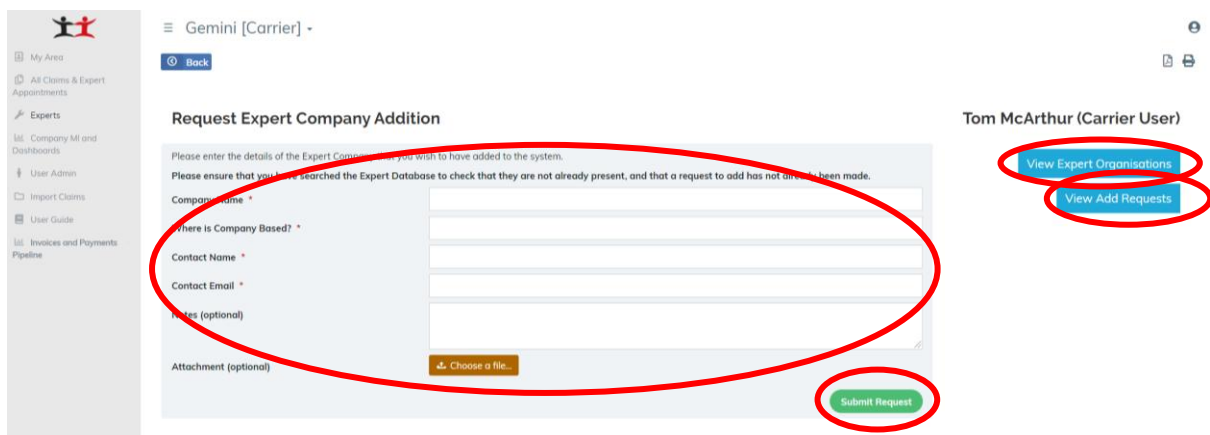 Gemini [Carrier]
My Area
All Claims & Expert
Appointments
Experts
Company MI and
Dashboards
User Admin
Import Claims
User Guide
Invoices and Payments
Pipeline
Back
Request Expert Company Addition
Please enter the details of the Expert Company that you wish to have added to the system.
Please ensure that you have searched the Expert Database to check that they are not already present, and that a request to add has not already been made.
Company Name *
Where is Company Based? *
Contact Name *
Contact Email *
Notes (optional)
Attachment (optional)
Choose a file...
Submit Request
Tom McArthur (Carrier User)
View Expert Organisations
View Add Requests